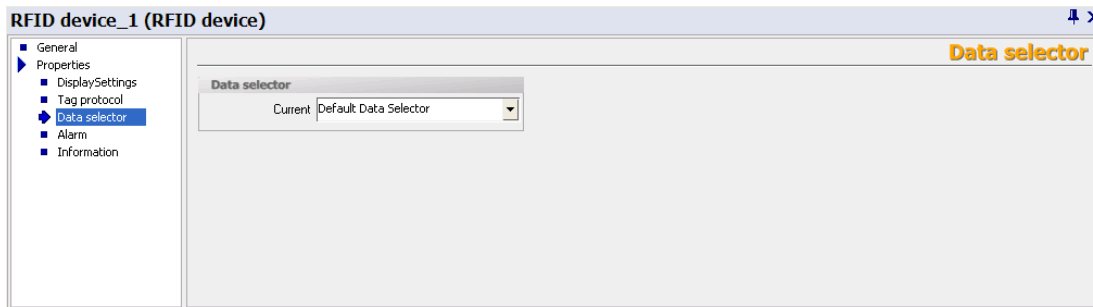 RFID device_1 (RFID device)
General
Properties
DisplaySettings
Tag protocol
Data selector
Alarm
Information
Data selector
Data selector
Current Default Data Selector